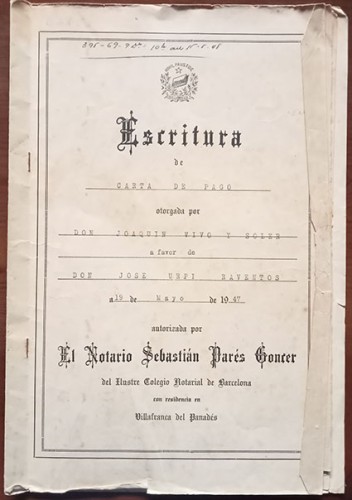 Escritura
de
CARTA DE PAGO
otorgada por
DON JOAQUIN VIVO Y SOLER
a favor de
DON JOSE URPI RAVENTOS
a 19 de Mayo de 1947
autorizada por
El Notario Sebastián Parés Goncer
del Ilustre Colegio Notarial de Barcelona
con residencia en
Villafranca del Panadés